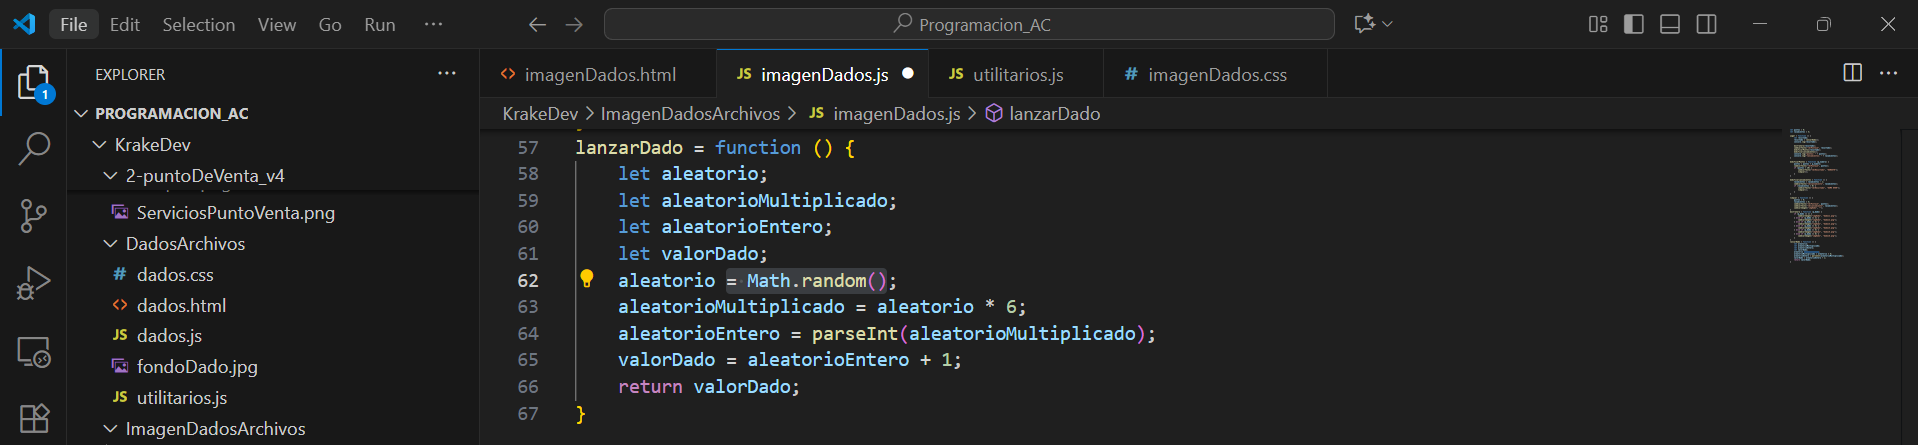 File Edit Selection View Go Run ···
Programacion_AC
EXPLORER ···
PROGRAMACION_AC
KrakeDev
2-puntoDeVenta_v4
ServiciosPuntoVenta.png
DadosArchivos
# dados.css
<> dados.html
JS dados.js
fondoDado.jpg
JS utilitarios.js
ImagenDadosArchivos
1
<> imagenDados.html
JS imagenDados.js
JS utilitarios.js
# imagenDados.css
···
KrakeDev > ImagenDadosArchivos > JS imagenDados.js > lanzarDado
57 lanzarDado = function () {
58 let aleatorio;
59 let aleatorioMultiplicado;
60 let aleatorioEntero;
61 let valorDado;
62 aleatorio = Math.random();
63 aleatorioMultiplicado = aleatorio * 6;
64 aleatorioEntero = parseInt(aleatorioMultiplicado);
65 valorDado = aleatorioEntero + 1;
66 return valorDado;
67 }